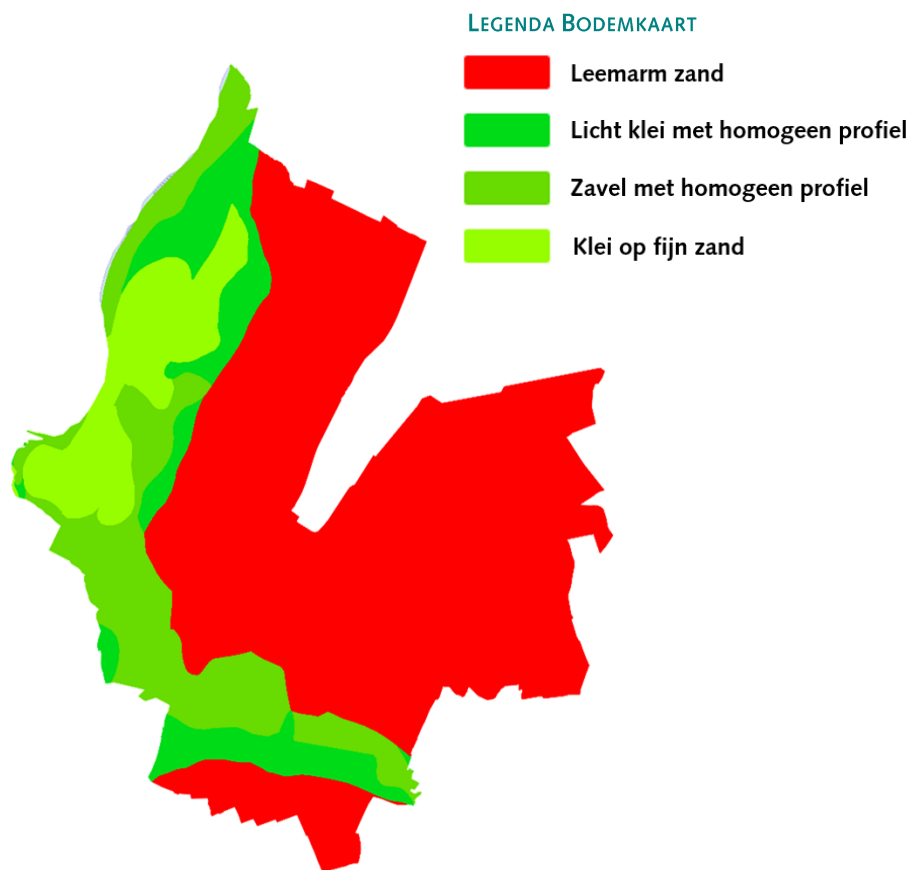 LEGENDA BODEMKAART
Leemarm zand
Licht klei met homogeen profiel
Zavel met homogeen profiel
Klei op fijn zand